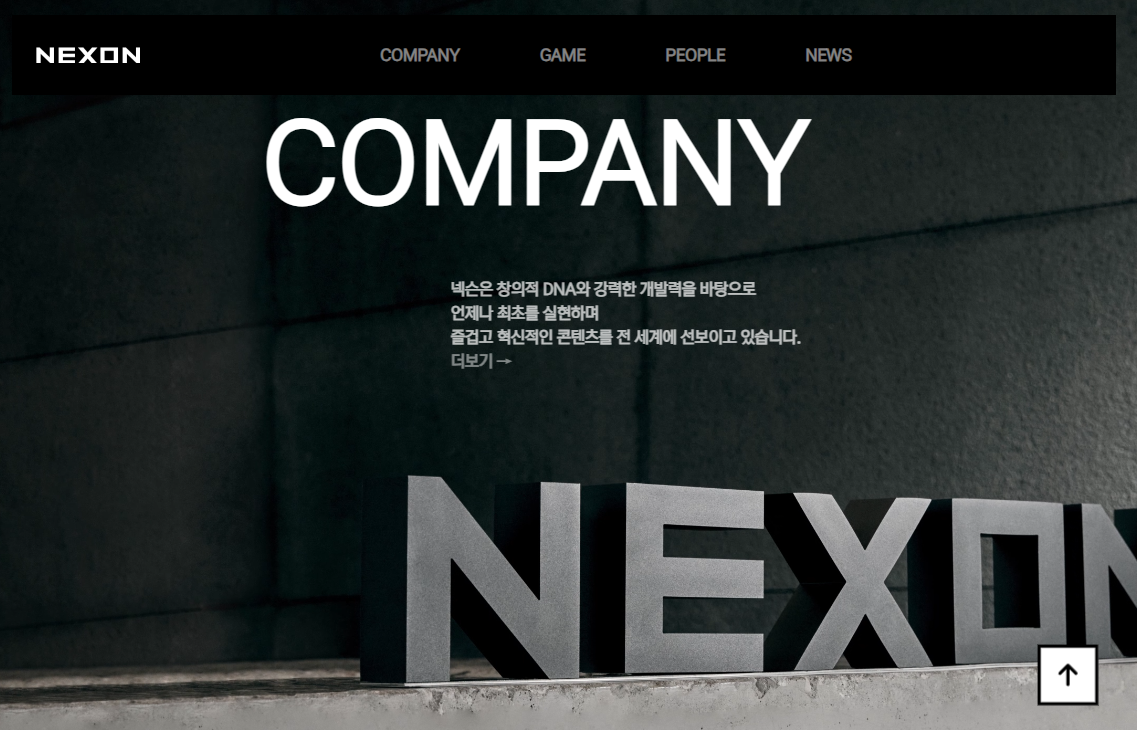 NEXON
COMPANY GAME PEOPLE NEWS
COMPANY
넥슨은 창의적 DNA와 강력한 개발력을 바탕으로
언제나 최초를 실현하며
즐겁고 혁신적인 콘텐츠를 전 세계에 선보이고 있습니다.
더보기 →
NEXON